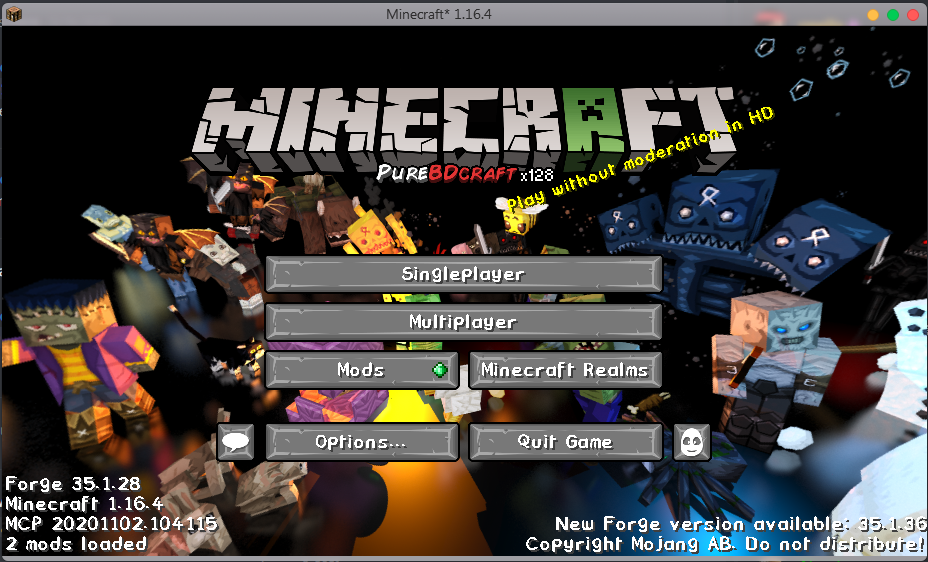 Minecraft* 1.16.4
MINECRAFT
PUREBDCRAFT x128
Play without moderation in HD
Singleplayer
Multiplayer
Mods
Minecraft Realms
Options...
Quit Game
Forge 35.1.28
Minecraft 1.16.4
MCP 20201102.104115
2 mods loaded
New Forge version available: 35.1.36
Copyright Mojang AB. Do not distribute!